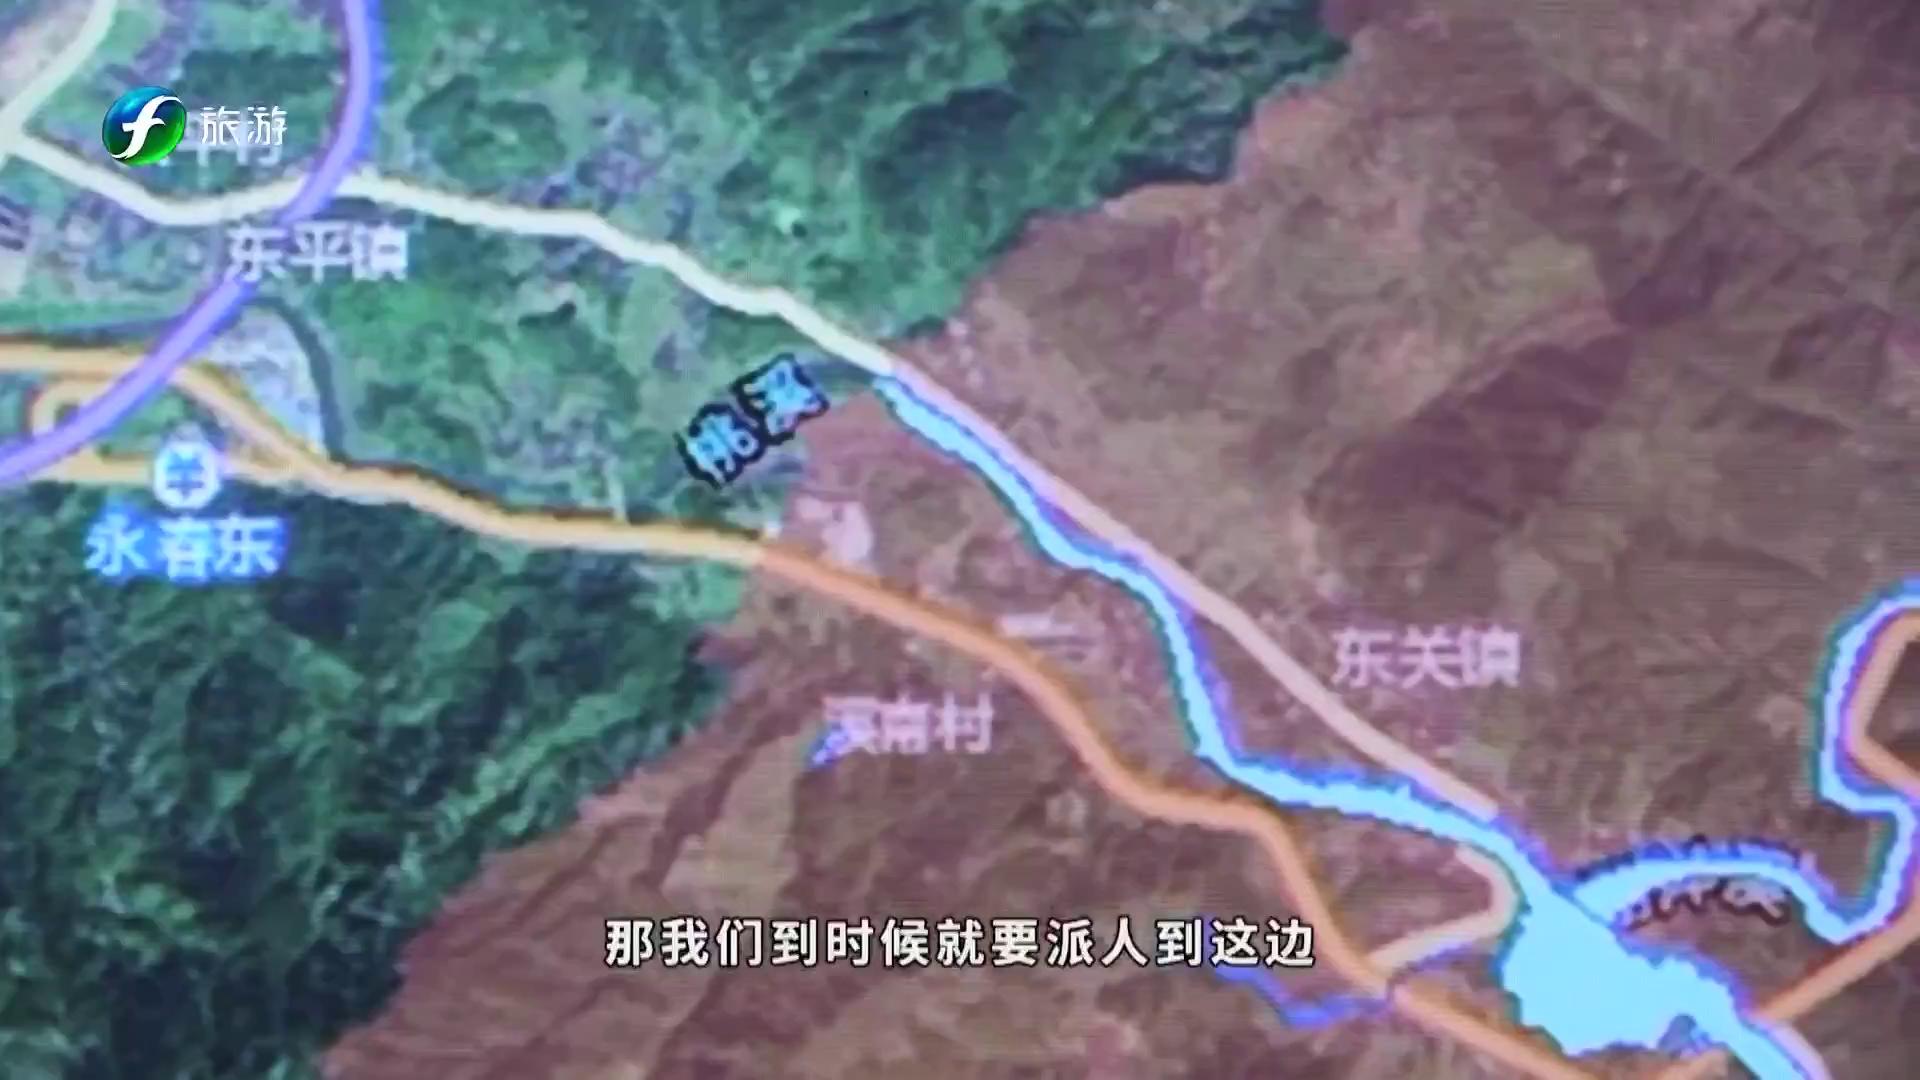 旅游
东平镇
桃溪
永春东
东关镇
溪南村
那我们到时候就要派人到这边